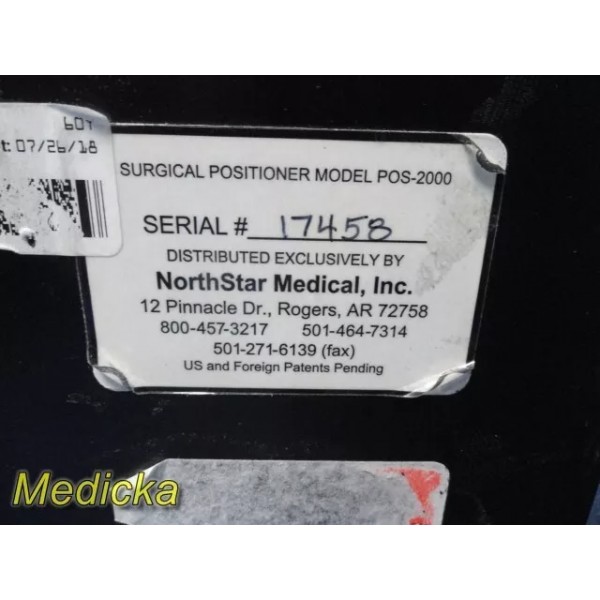 60Y
t: 07/26/18
SURGICAL POSITIONER MODEL POS-2000
SERIAL # 17458
DISTRIBUTED EXCLUSIVELY BY
NorthStar Medical, Inc.
12 Pinnacle Dr., Rogers, AR 72758
800-457-3217 501-464-7314
501-271-6139 (fax)
US and Foreign Patents Pending
Medicka